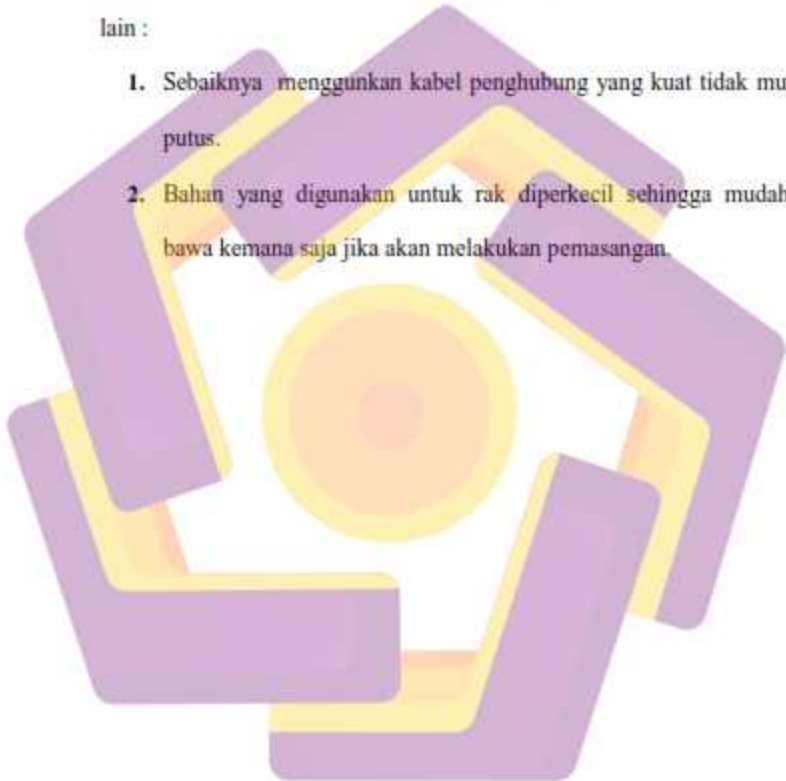 lain :
1. Sebaiknya menggunkan kabel penghubung yang kuat tidak mu
putus.
2. Bahan yang digunakan untuk rak diperkecil sehingga mudah
bawa kemana saja jika akan melakukan pemasangan.